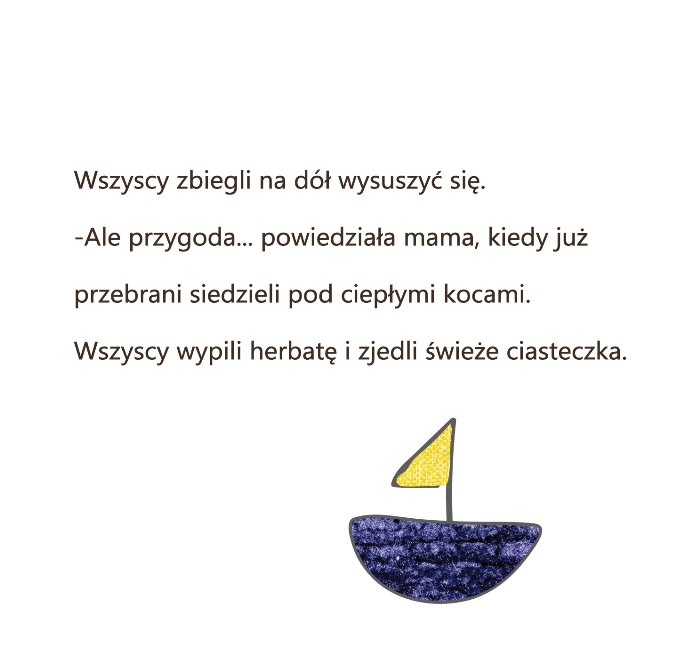 Wszyscy zbiegli na dół wysuszyć się.
-Ale przygoda... powiedziała mama, kiedy już
przebrani siedzieli pod ciepłymi kocami.
Wszyscy wypili herbatę i zjedli świeże ciasteczka.